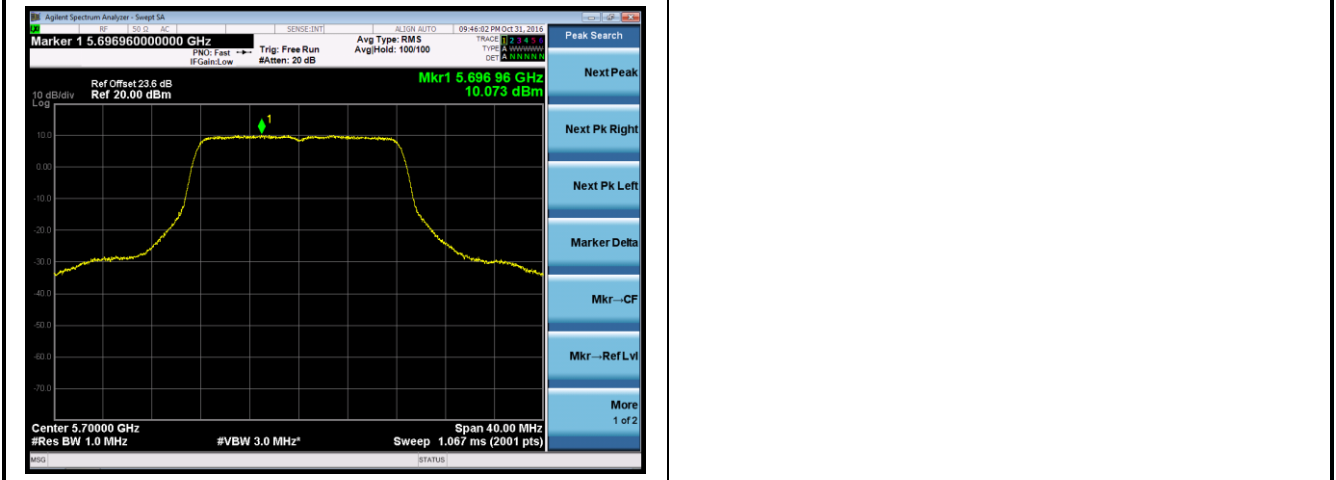 Agilent Spectrum Analyzer - Swept SA
RF 50 Ω AC SENSE:INT ALIGN AUTO 09:46:02 PM Oct 31, 2016
Marker 1 5.696960000000 GHz
PNO: Fast
IFGain:Low
Trig: Free Run
#Atten: 20 dB
Avg Type: RMS
Avg|Hold: 100/100
TRACE 1 2 3 4 5 6
TYPE A WWWWW
DET A N N N N N
Ref Offset 23.6 dB
Ref 20.00 dBm
Mkr1 5.696 96 GHz
10.073 dBm
10 dB/div
Log
1
10.0
0.00
-10.0
-20.0
-30.0
-40.0
-50.0
-60.0
-70.0
Center 5.70000 GHz
Span 40.00 MHz
#Res BW 1.0 MHz
#VBW 3.0 MHz*
Sweep 1.067 ms (2001 pts)
MSG
STATUS
Peak Search
Next Peak
Next Pk Right
Next Pk Left
Marker Delta
Mkr→CF
Mkr→Ref Lvl
More
1 of 2